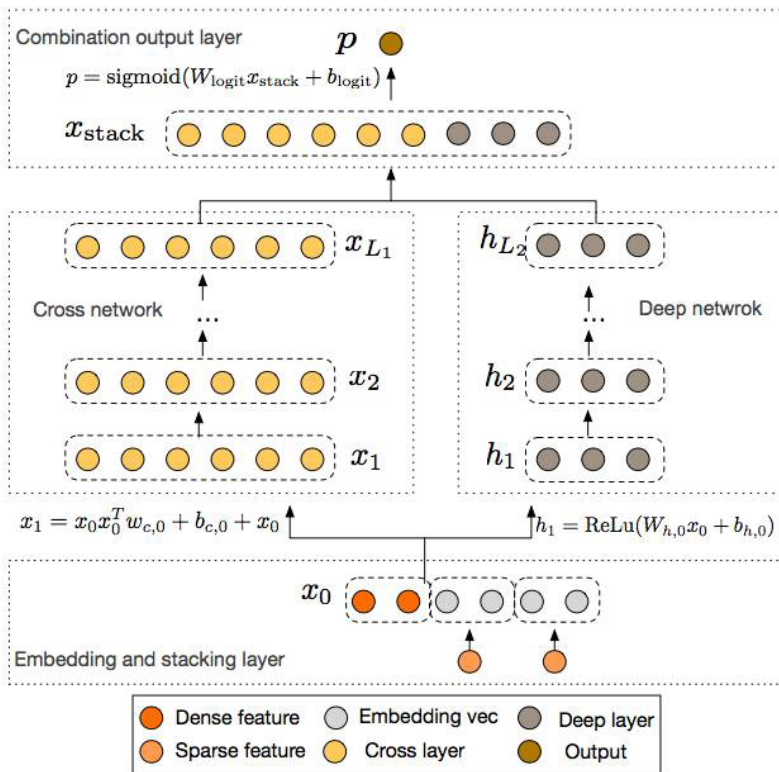 Combination output layer
p
p = sigmoid(W_logit x_stack + b_logit)
x_stack
x_{L_1}
h_{L_2}
Cross network
...
...
Deep netwrok
x_2
h_2
x_1
h_1
x_1 = x_0 x_0^T w_{c,0} + b_{c,0} + x_0
h_1 = ReLu(W_{h,0} x_0 + b_{h,0})
x_0
Embedding and stacking layer
Dense feature Embedding vec Deep layer
Sparse feature Cross layer Output